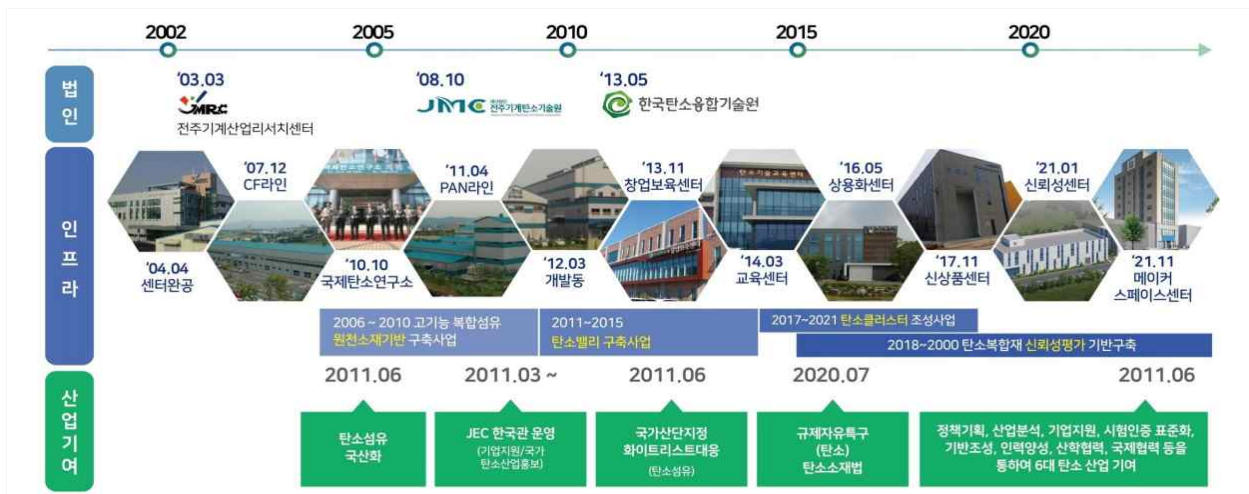 2002
2005
2010
2015
2020
법인
'03.03
JMRC
전주기계산업리서치센터
'08.10
JMC 전주기계탄소기술원
'13.05
한국탄소융합기술원
인프라
'04.04
센터완공
'07.12
CF라인
'10.10
국제탄소연구소
'11.04
PAN라인
'12.03
개발동
'13.11
창업보육센터
탄소기술교육센터
'14.03
교육센터
'16.05
상용화센터
'17.11
신상품센터
'21.01
신뢰성센터
'21.11
메이커
스페이스센터
2006 ~ 2010 고기능 복합섬유
원천소재기반 구축사업
2011~2015
탄소밸리 구축사업
2017~2021 탄소클러스터 조성사업
2018~2000 탄소복합재 신뢰성평가 기반구축
산업기여
2011.06
탄소섬유
국산화
2011.03 ~
JEC 한국관 운영
(기업지원/국가
탄소산업홍보)
2011.06
국가산단지정
화이트리스트대응
(탄소섬유)
2020.07
규제자유특구
(탄소)
탄소소재법
2011.06
정책기획, 산업분석, 기업지원, 시험인증 표준화,
기반조성, 인력양성, 산학협력, 국제협력 등을
통하여 6대 탄소 산업 기여